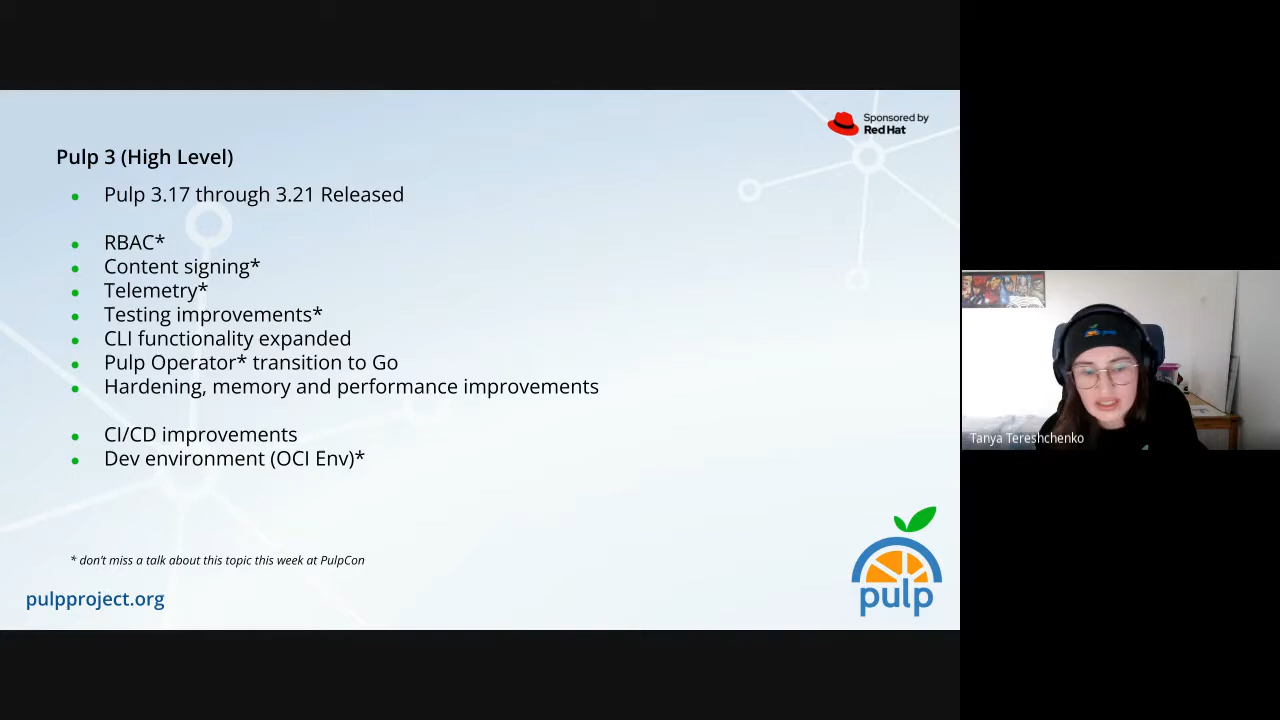 Sponsored by
Red Hat
Pulp 3 (High Level)
Pulp 3.17 through 3.21 Released
RBAC*
Content signing*
Telemetry*
Testing improvements*
CLI functionality expanded
Pulp Operator* transition to Go
Hardening, memory and performance improvements
CI/CD improvements
Dev environment (OCI Env)*
* don't miss a talk about this topic this week at PulpCon
pulpproject.org
pulp
Tanya Tereshchenko